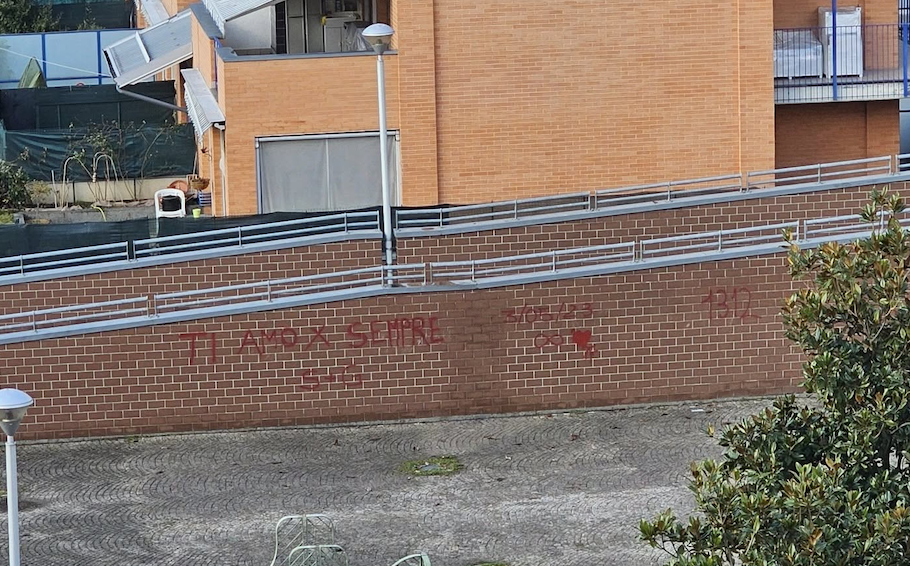 TI AMO X SEMPRE
S-G
3/05/23
1312